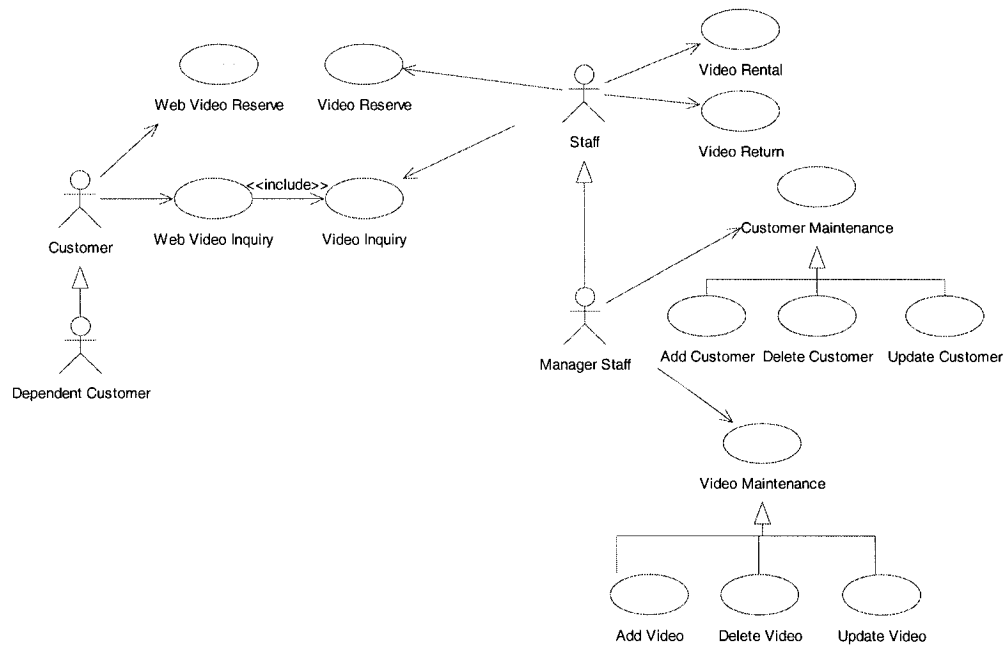 Video Rental
Web Video Reserve
Video Reserve
Staff
Video Return
<<include>>
Customer
Web Video Inquiry
Video Inquiry
Customer Maintenance
Manager Staff
Add Customer
Delete Customer
Update Customer
Dependent Customer
Video Maintenance
Add Video
Delete Video
Update Video